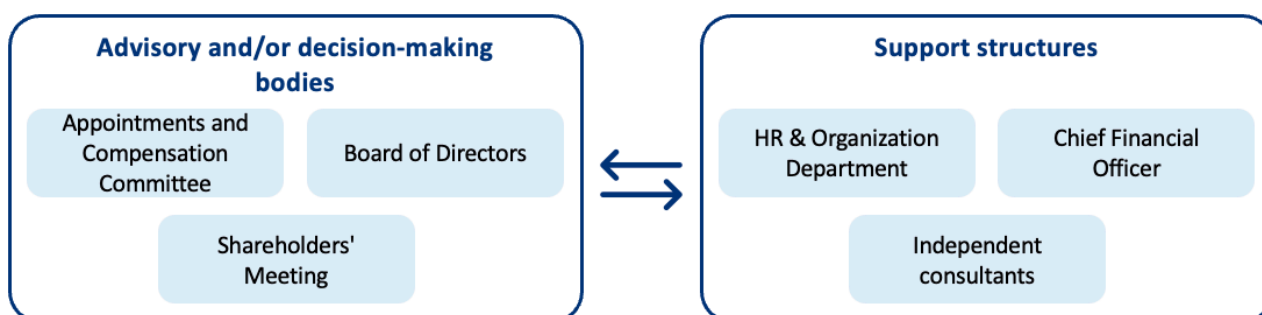 Advisory and/or decision-making
bodies
Appointments and
Compensation
Committee
Board of Directors
Shareholders'
Meeting
Support structures
HR & Organization
Department
Chief Financial
Officer
Independent
consultants